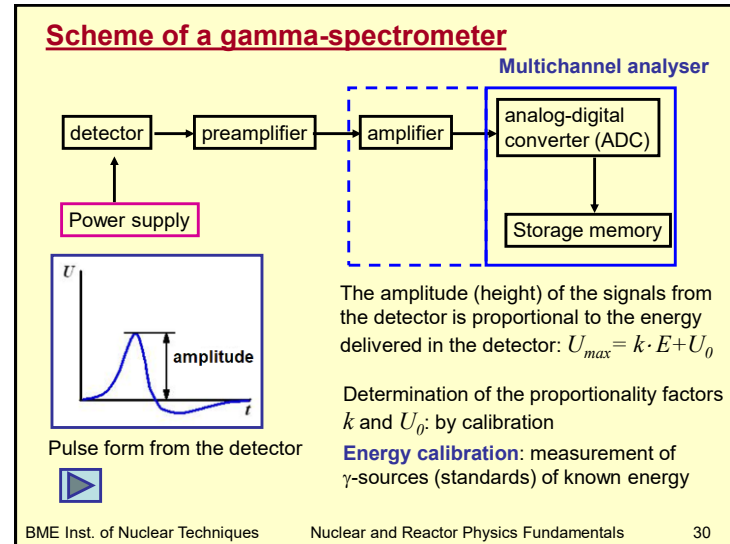 Scheme of a gamma-spectrometer
Multichannel analyser
detector
preamplifier
amplifier
analog-digital
converter (ADC)
Power supply
Storage memory
U
amplitude
t
Pulse form from the detector
The amplitude (height) of the signals from
the detector is proportional to the energy
delivered in the detector: U_max = k· E+U_0
Determination of the proportionality factors
k and U_0: by calibration
Energy calibration: measurement of
γ-sources (standards) of known energy
BME Inst. of Nuclear Techniques
Nuclear and Reactor Physics Fundamentals
30